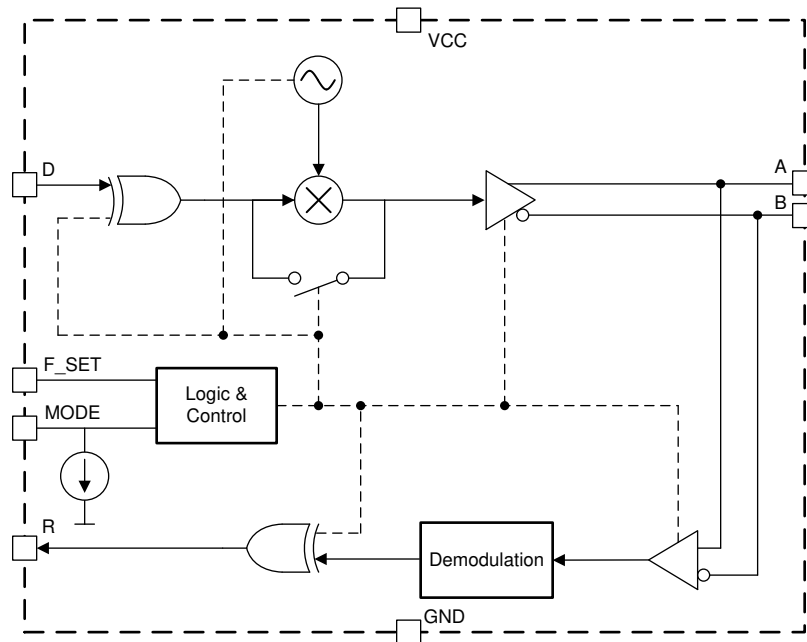 VCC
D
A
B
F_SET
Logic &
Control
MODE
R
Demodulation
GND